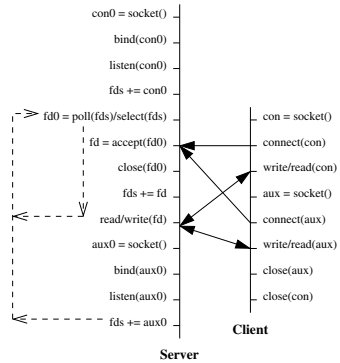 con0 = socket()
bind(con0)
listen(con0)
fds += con0
fd0 = poll(fds)/select(fds)
fd = accept(fd0)
close(fd0)
fds += fd
read/write(fd)
aux0 = socket()
bind(aux0)
listen(aux0)
fds += aux0
Server
con = socket()
connect(con)
write/read(con)
aux = socket()
connect(aux)
write/read(aux)
close(aux)
close(con)
Client